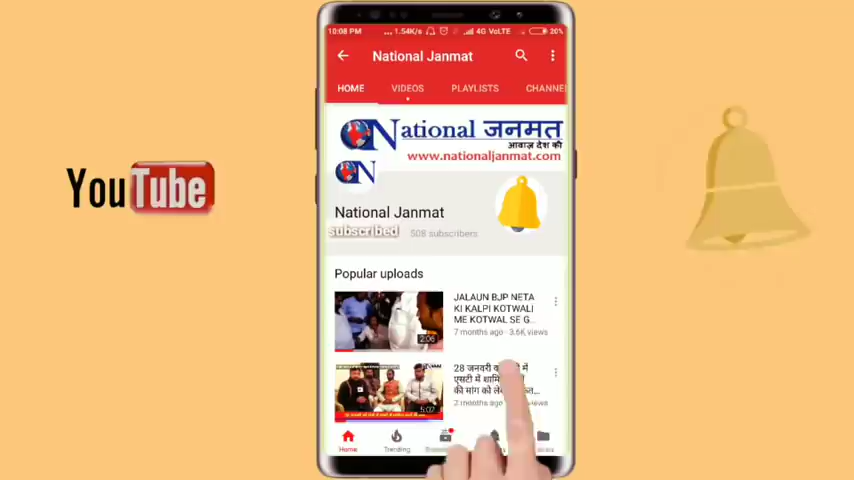 10:08 PM ... 1.54K/s 4G VoLTE 20%
National Janmat
HOME VIDEOS PLAYLISTS CHANNE
National जनमत
आवाज़ देश की
www.nationaljanmat.com
N
YouTube
National Janmat
subscribed 508 subscribers
Popular uploads
JALAUN BJP NETA
KI KALPI KOTWALI
ME KOTWAL SE G...
7 months ago · 3.6K views
2:06
28 जनवरी में
एसटी में
की मांग को
2 months ago views
5:07
Home Trending